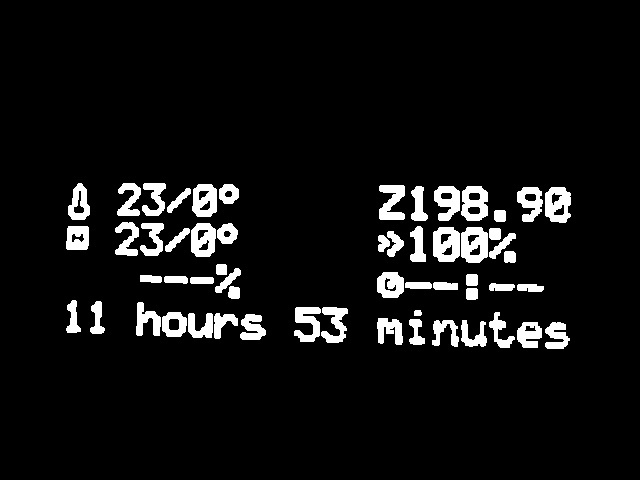 23/0° Z198.90
23/0° »100%
---% --:--
11 hours 53 minutes